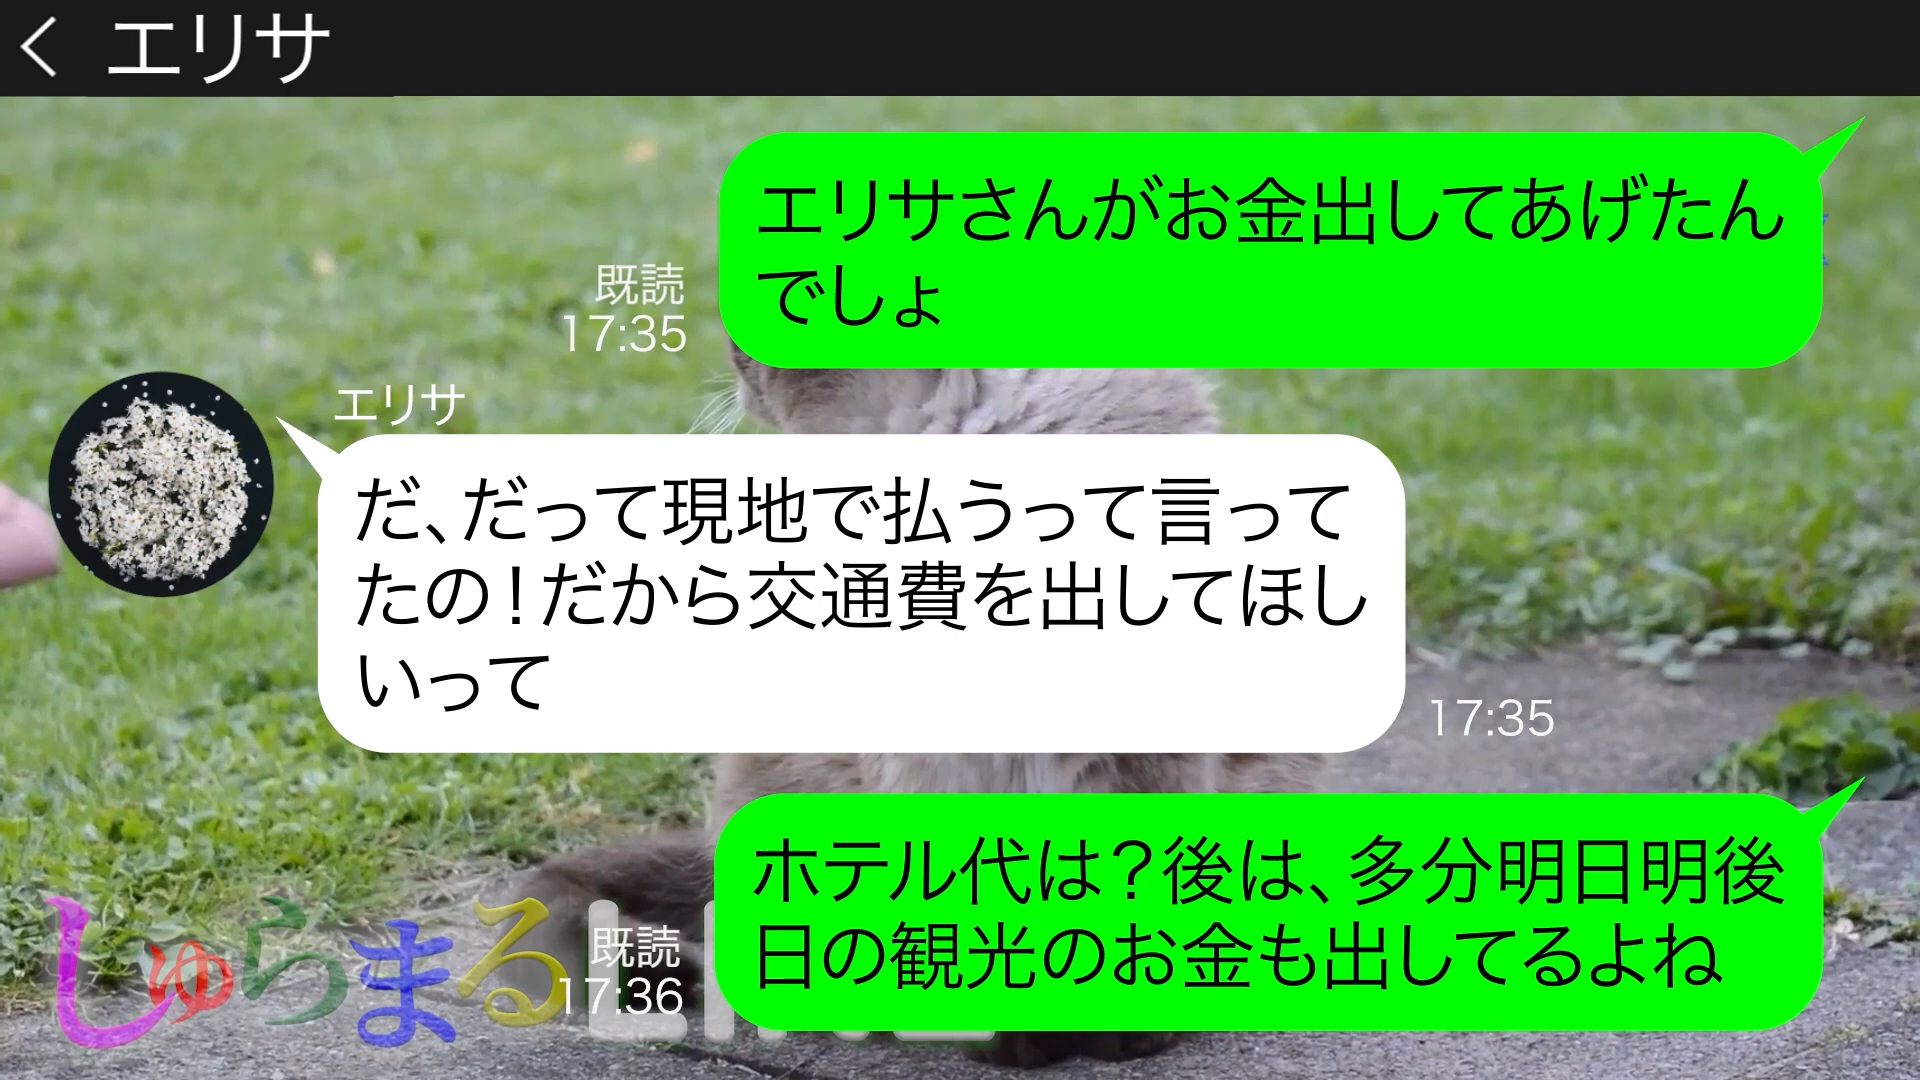 エリサ
エリサさんがお金出してあげたん
でしょ
既読
17:35
エリサ
だ、だって現地で払うって言って
たの！だから交通費を出してほし
いって
17:35
ホテル代は？後は、多分明日明後
日の観光のお金も出してるよね
既読
17:36
しゅらまる